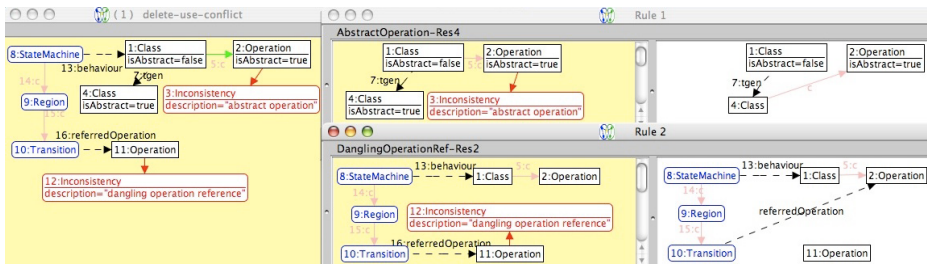 ( 1 ) delete-use-conflict
8:StateMachine
1:Class
isAbstract=false
2:Operation
isAbstract=true
5:c
13:behaviour
7:tgen
14:c
4:Class
isAbstract=true
3:Inconsistency
description="abstract operation"
9:Region
15:c
16:referredOperation
10:Transition
11:Operation
12:Inconsistency
description="dangling operation reference"
Rule 1
AbstractOperation-Res4
1:Class
isAbstract=false
2:Operation
isAbstract=true
5:c
7:tgen
4:Class
isAbstract=true
3:Inconsistency
description="abstract operation"
1:Class
isAbstract=false
2:Operation
isAbstract=true
7:tgen
c
4:Class
Rule 2
DanglingOperationRef-Res2
13:behaviour
5:c
8:StateMachine
1:Class
2:Operation
14:c
12:Inconsistency
description="dangling operation reference"
9:Region
15:c
16:referredOperation
10:Transition
11:Operation
13:behaviour
5:c
8:StateMachine
1:Class
2:Operation
14:c
9:Region
referredOperation
15:c
10:Transition
11:Operation